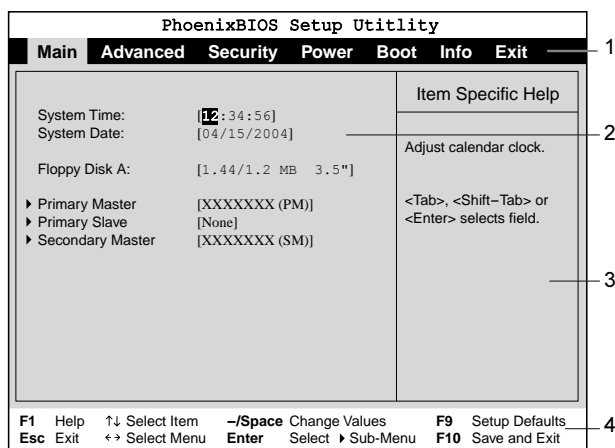 PhoenixBIOS Setup Utitlity
Main Advanced Security Power Boot Info Exit
1
Item Specific Help
System Time: [12:34:56]
System Date: [04/15/2004]
2
Adjust calendar clock.
Floppy Disk A: [1.44/1.2 MB 3.5"]
Primary Master [XXXXXXX (PM)]
<Tab>, <Shift-Tab> or
Primary Slave [None]
<Enter> selects field.
Secondary Master [XXXXXXX (SM)]
3
F1 Help ↑↓ Select Item –/Space Change Values F9 Setup Defaults
4
Esc Exit ←→ Select Menu Enter Select ▶ Sub-Menu F10 Save and Exit